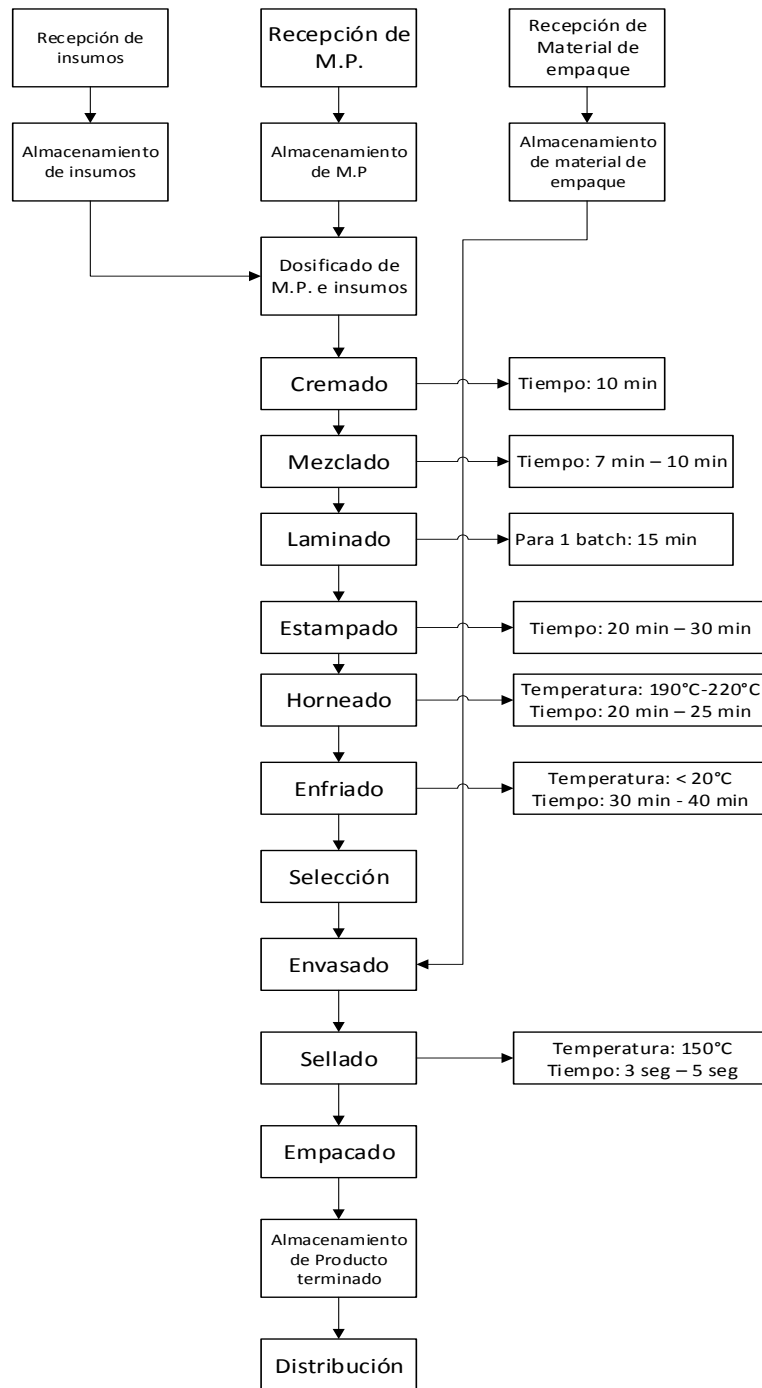 Recepción de
insumos
Recepción de
M.P.
Recepción de
Material de
empaque
Almacenamiento
de insumos
Almacenamiento
de M.P
Almacenamiento
de material de
empaque
Dosificado de
M.P. e insumos
Cremado
Tiempo: 10 min
Mezclado
Tiempo: 7 min – 10 min
Laminado
Para 1 batch: 15 min
Estampado
Tiempo: 20 min – 30 min
Horneado
Temperatura: 190°C-220°C
Tiempo: 20 min – 25 min
Enfriado
Temperatura: < 20°C
Tiempo: 30 min - 40 min
Selección
Envasado
Sellado
Temperatura: 150°C
Tiempo: 3 seg – 5 seg
Empacado
Almacenamiento
de Producto
terminado
Distribución